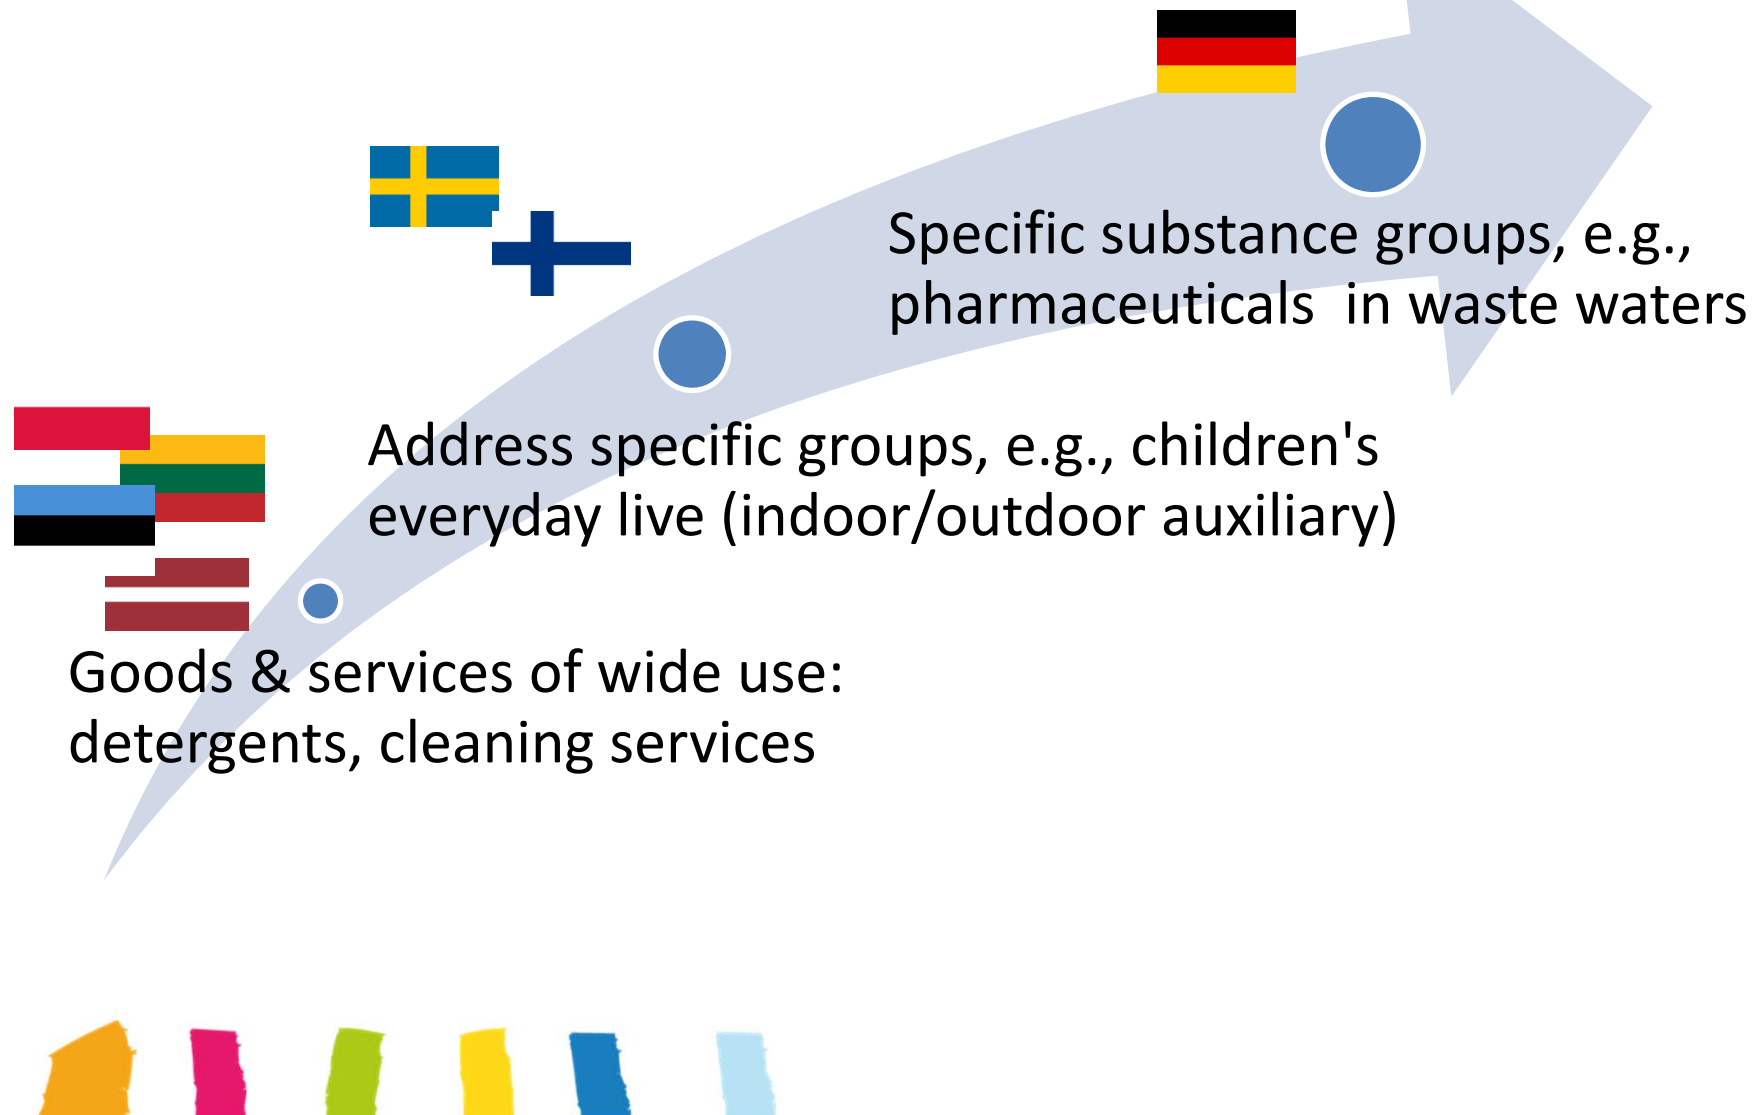 Specific substance groups, e.g.,
pharmaceuticals  in waste waters
Address specific groups, e.g., children's
everyday live (indoor/outdoor auxiliary)
Goods & services of wide use:
detergents, cleaning services